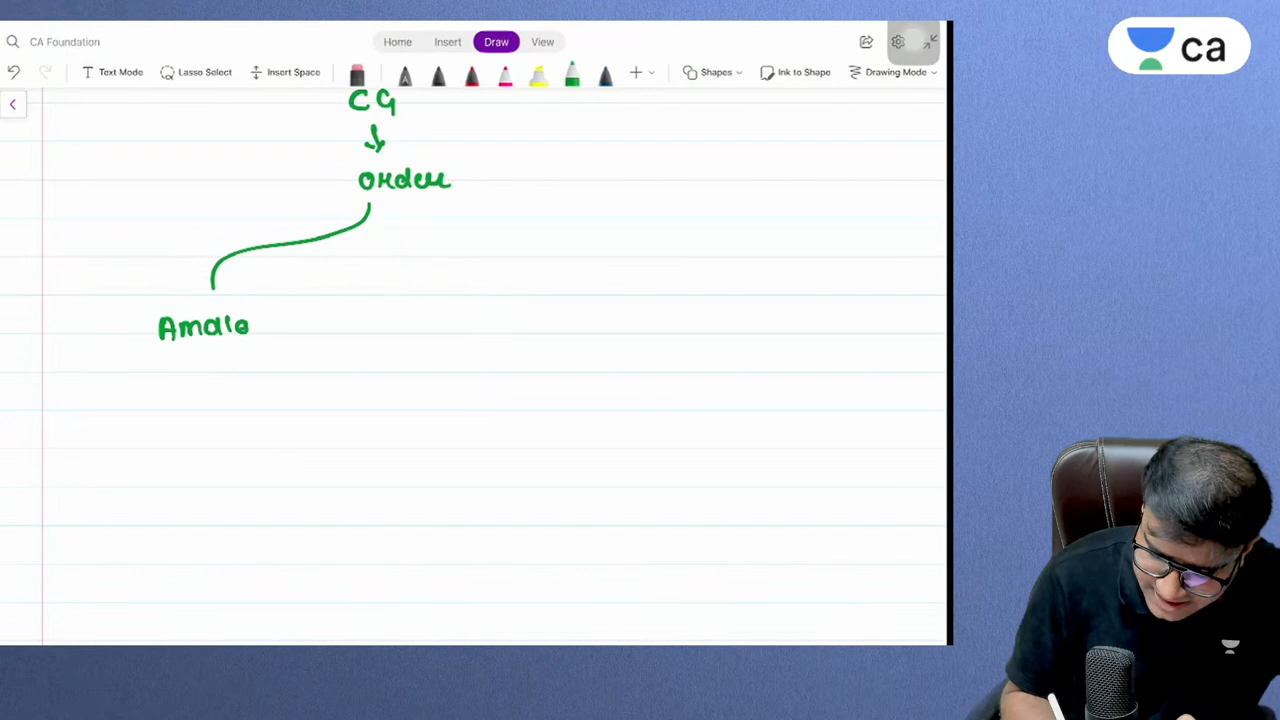 CA Foundation
Home Insert Draw View
Text Mode Lasso Select Insert Space Shapes Ink to Shape Drawing Mode
CG
Order
Amala
ca